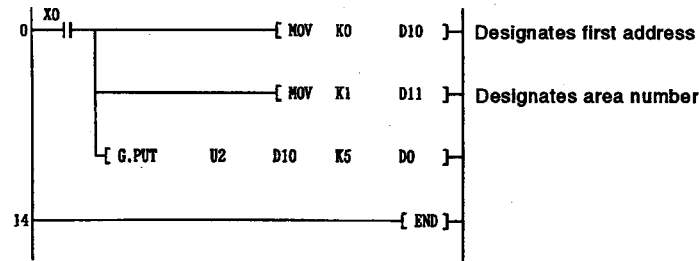 X0
0 [ MOV K0 D10 ] Designates first address
[ MOV K1 D11 ] Designates area number
[ G.PUT U2 D10 K5 D0 ]
14 [ END ]